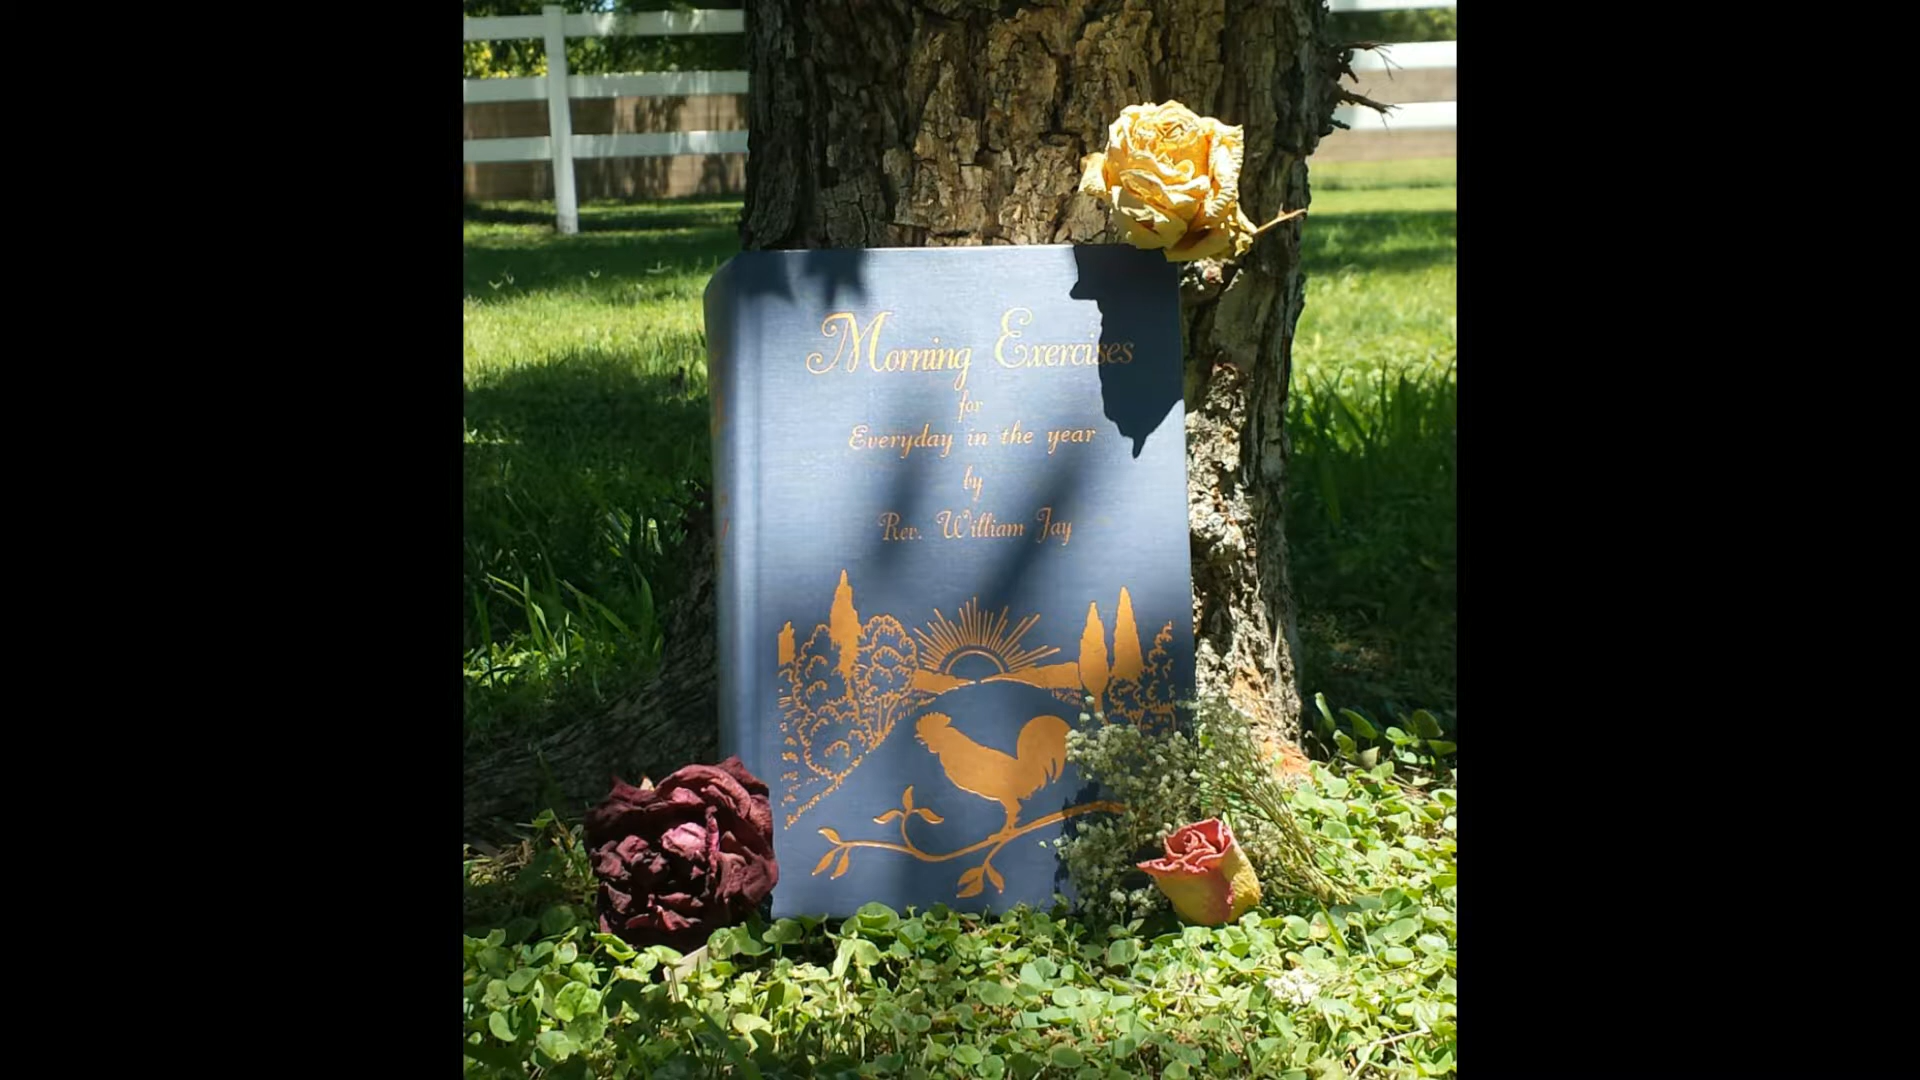 Morning Exercises
for
Everyday in the year
by
Rev. William Jay